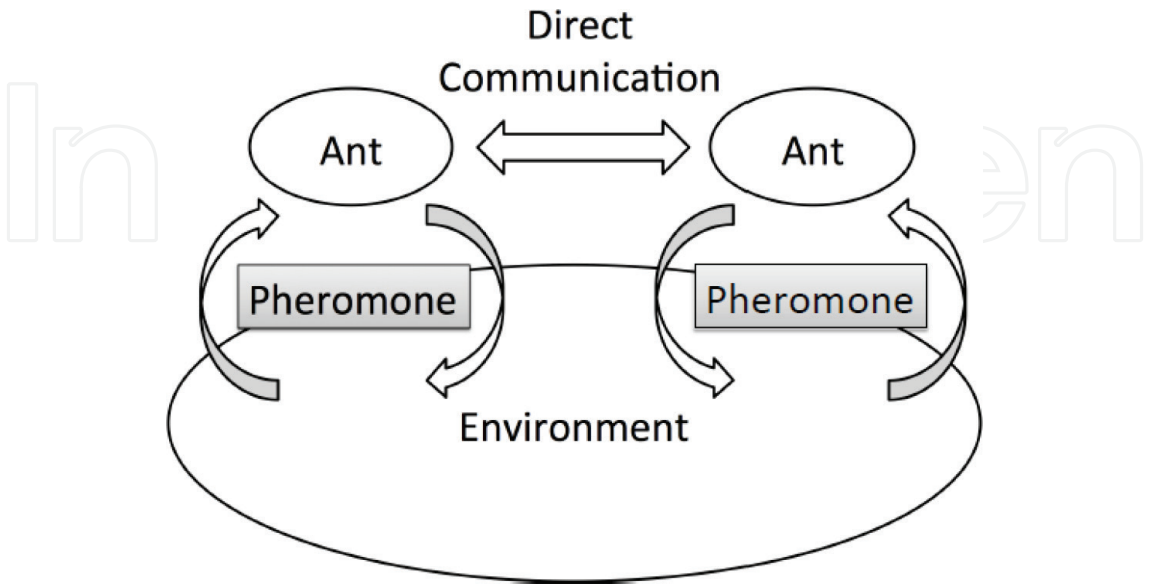 Direct
Communication
Ant
Ant
Pheromone
Pheromone
Environment